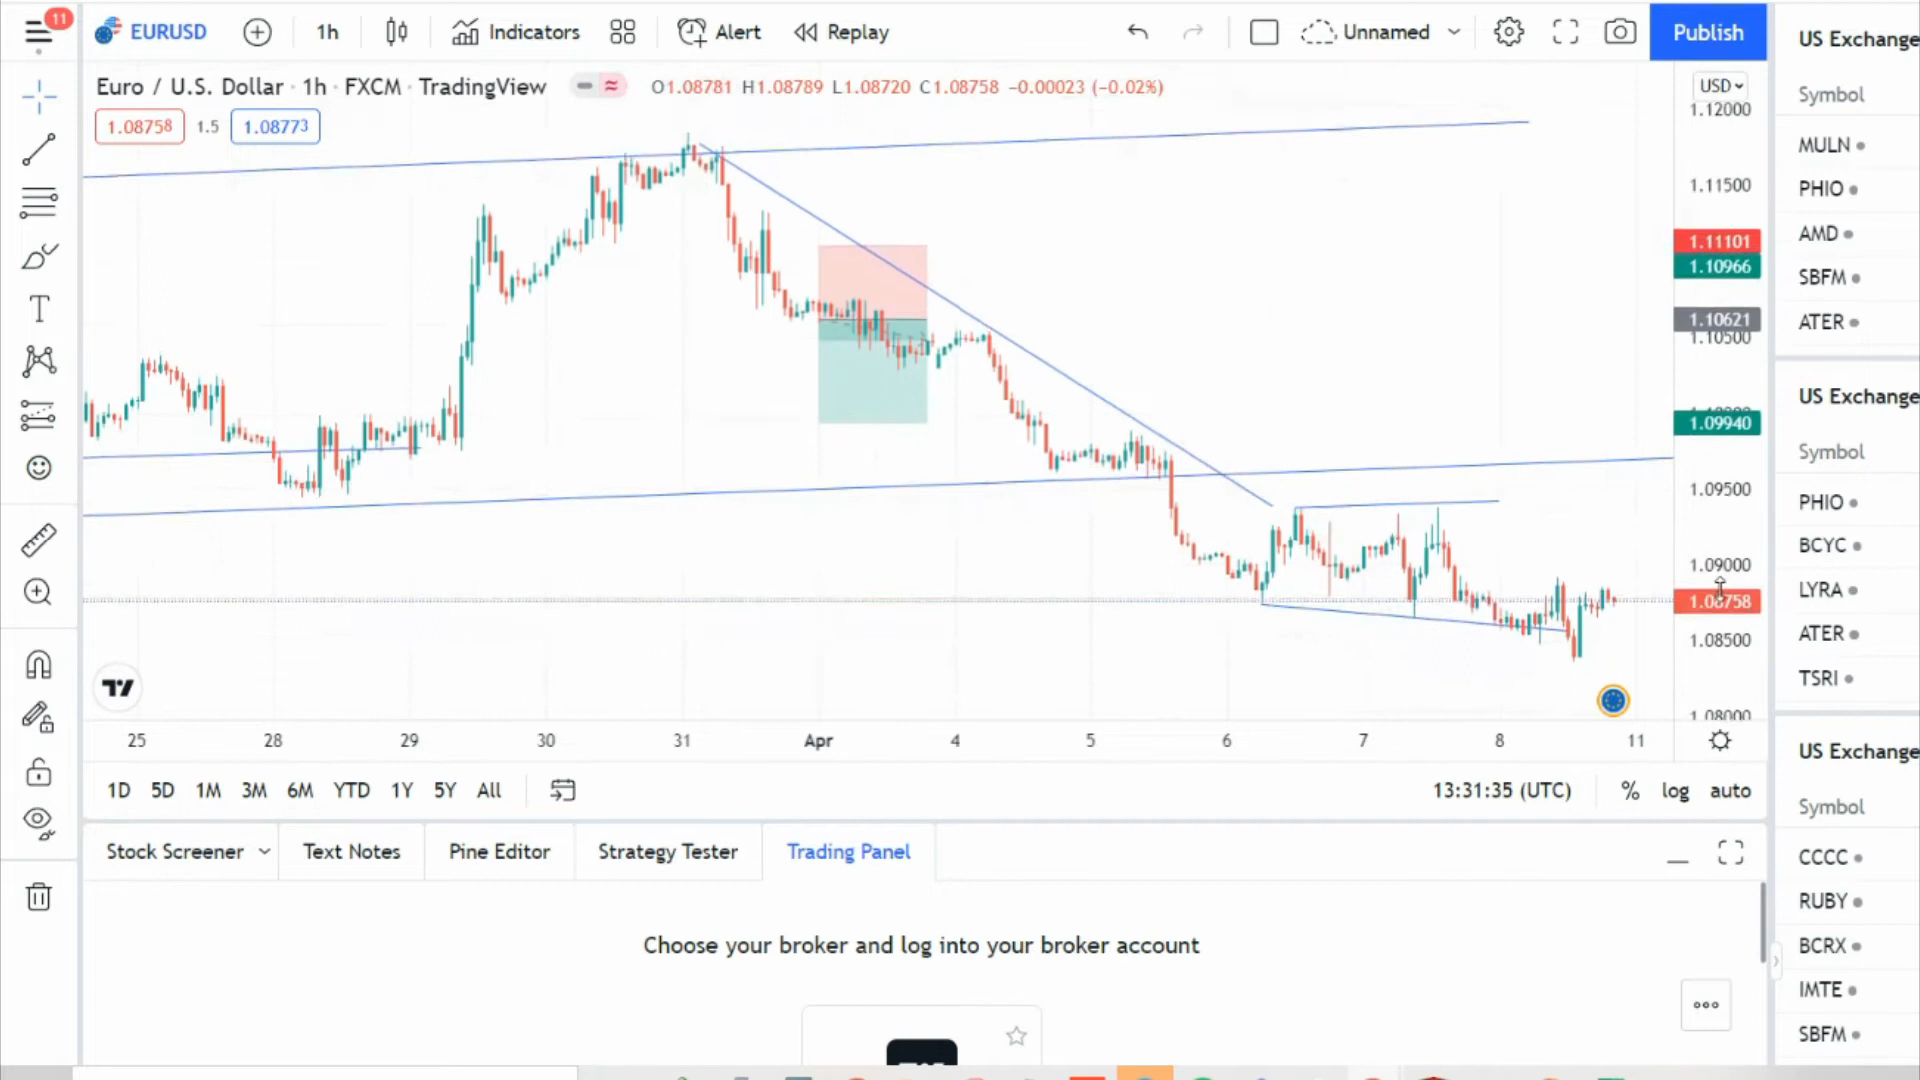 11
EURUSD
1h
Indicators
Alert
Replay
Unnamed
Publish
Euro / U.S. Dollar · 1h · FXCM · TradingView
O1.08781 H1.08789 L1.08720 C1.08758 −0.00023 (−0.02%)
1.08758 1.5 1.08773
USD
1.12000
1.11500
1.11101
1.10966
1.10621
1.10500
1.09940
1.09500
1.09000
1.08758
1.08500
1.08000
25 28 29 30 31 Apr 4 5 6 7 8 11
1D 5D 1M 3M 6M YTD 1Y 5Y All
13:31:35 (UTC) % log auto
Stock Screener Text Notes Pine Editor Strategy Tester Trading Panel
Choose your broker and log into your broker account
US Exchange
Symbol
MULN
PHIO
AMD
SBFM
ATER
US Exchange
Symbol
PHIO
BCYC
LYRA
ATER
TSRI
US Exchange
Symbol
CCCC
RUBY
BCRX
IMTE
SBFM